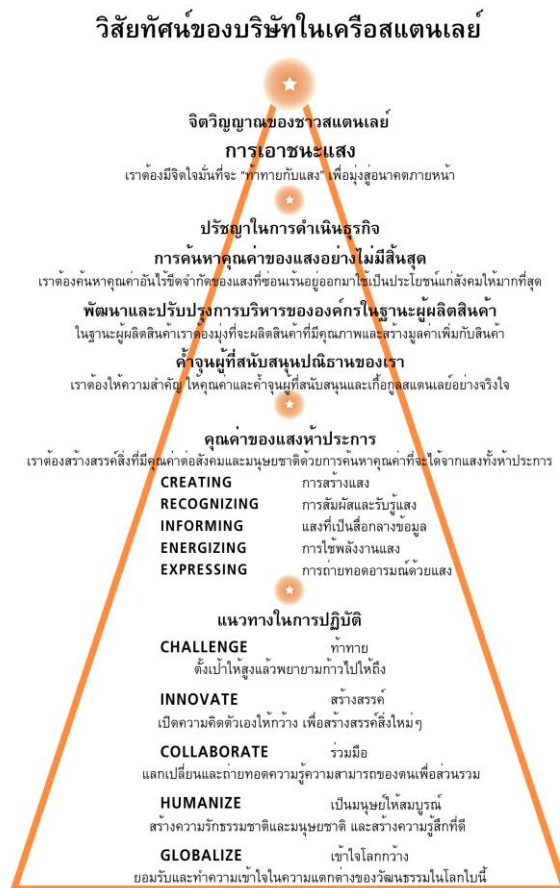 วิสัยทัศน์ของบริษัทในเครือสแตนเลย์
จิตวิญญาณของชาวสแตนเลย์
การเอาชนะแสง
เราต้องมีจิตใจมั่นที่จะ "ท้าทายกับแสง" เพื่อมุ่งสู่อนาคตภายหน้า
ปรัชญาในการดำเนินธุรกิจ
การค้นหาคุณค่าของแสงอย่างไม่มีสิ้นสุด
เราต้องค้นหาคุณค่าอันไร้ขีดจำกัดของแสงที่ซ่อนเร้นอยู่ออกมาใช้เป็นประโยชน์แก่สังคมให้มากที่สุด
พัฒนาและปรับปรุงการบริหารขององค์กรในฐานะผู้ผลิตสินค้า
ในฐานะผู้ผลิตสินค้าเราต้องมุ่งที่จะผลิตสินค้าที่มีคุณภาพและสร้างมูลค่าเพิ่มกับสินค้า
ค้ำจุนผู้ที่สนับสนุนปณิธานของเรา
เราต้องให้ความสำคัญ ให้คุณค่าและค้ำจุนผู้ที่สนับสนุนและเกื้อกูลสแตนเลย์อย่างจริงใจ
คุณค่าของแสงห้าประการ
เราต้องสร้างสรรค์สิ่งที่มีคุณค่าต่อสังคมและมนุษยชาติด้วยการค้นหาคุณค่าที่จะได้จากแสงทั้งห้าประการ
CREATING การสร้างแสง
RECOGNIZING การสัมผัสและรับรู้แสง
INFORMING แสงที่เป็นสื่อกลางข้อมูล
ENERGIZING การใช้พลังงานแสง
EXPRESSING การถ่ายทอดอารมณ์ด้วยแสง
แนวทางในการปฏิบัติ
CHALLENGE ท้าทาย
ตั้งเป้าให้สูงแล้วพยายามก้าวไปให้ถึง
INNOVATE สร้างสรรค์
เปิดความคิดตัวเองให้กว้าง เพื่อสร้างสรรค์สิ่งใหม่ๆ
COLLABORATE ร่วมมือ
แลกเปลี่ยนและถ่ายทอดความรู้ความสามารถของตนเพื่อส่วนรวม
HUMANIZE เป็นมนุษย์ให้สมบูรณ์
สร้างความรักธรรมชาติและมนุษยชาติ และสร้างความรู้สึกที่ดี
GLOBALIZE เข้าใจโลกกว้าง
ยอมรับและทำความเข้าใจในความแตกต่างของวัฒนธรรมในโลกใบนี้